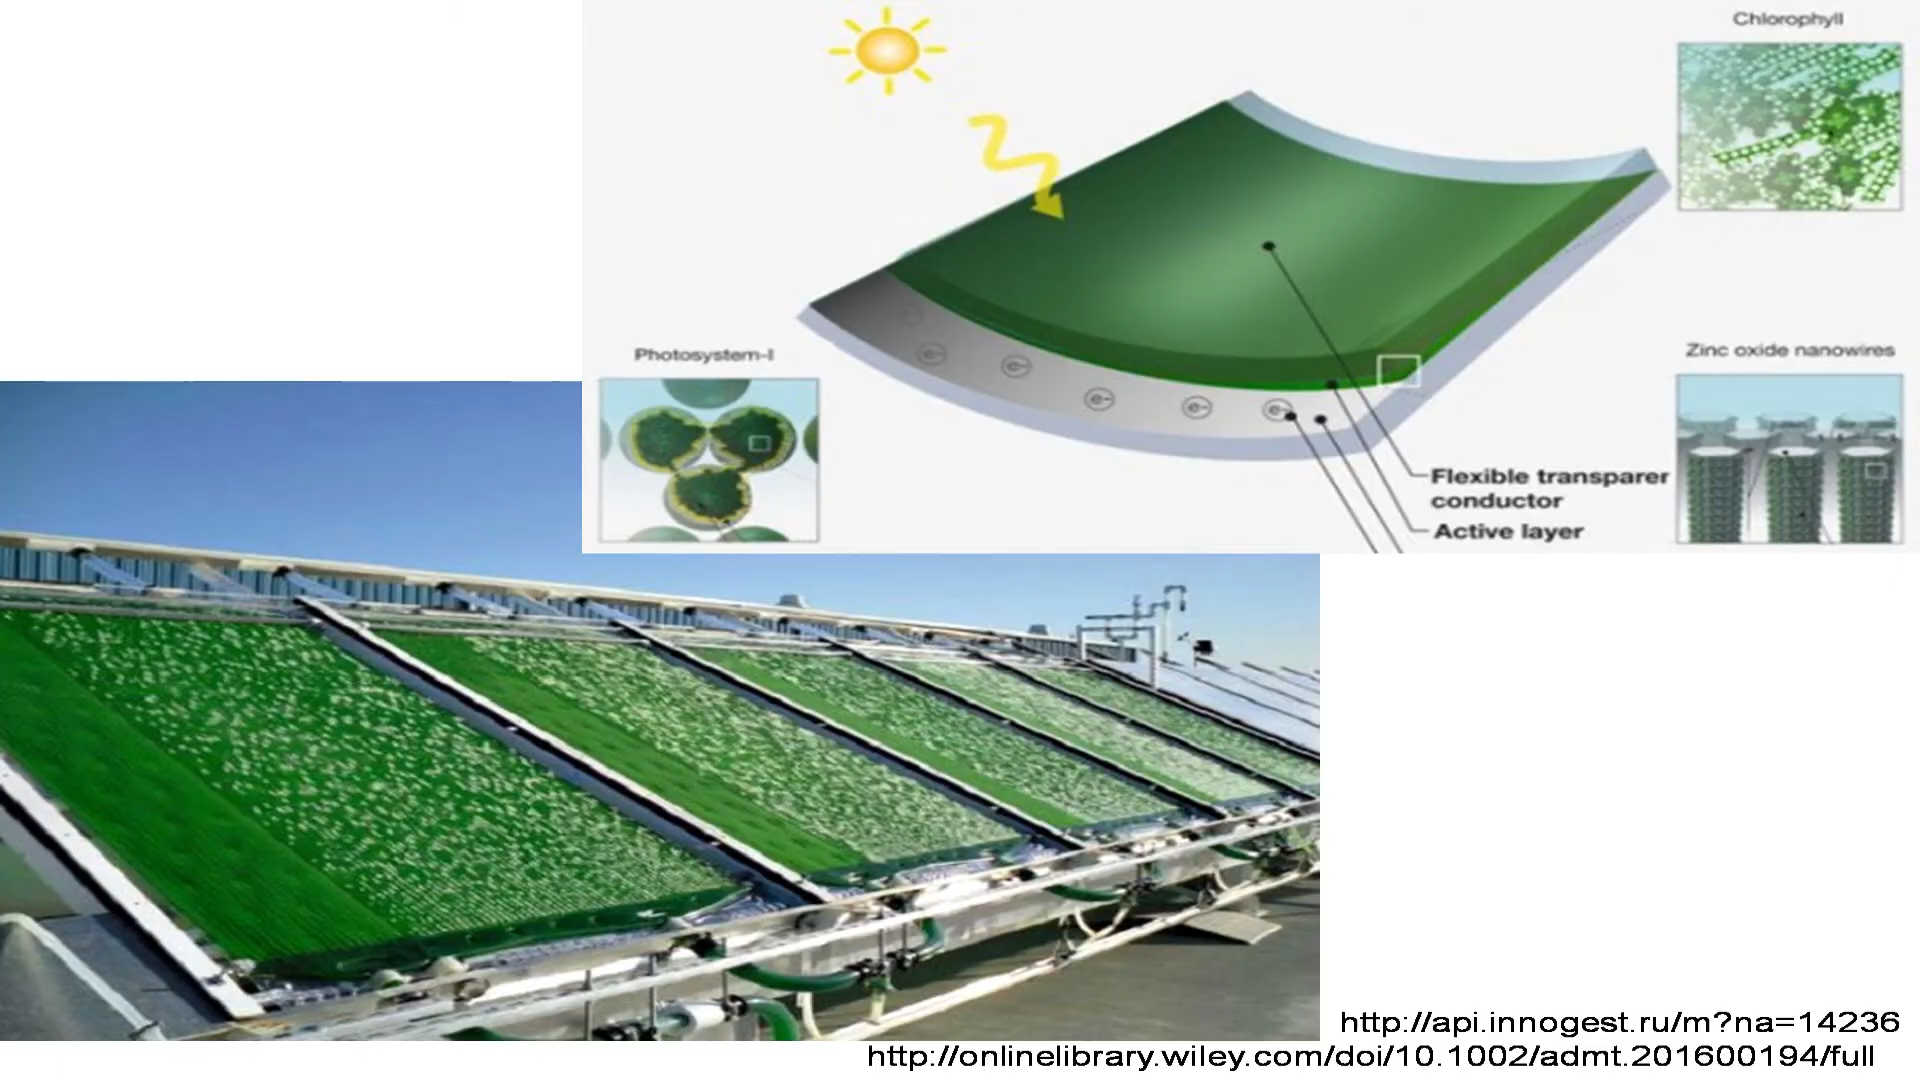 Chlorophyll
Photosystem-I
Zinc oxide nanowires
e-
e-
e-
e-
e-
Flexible transparer
conductor
Active layer
http://api.innogest.ru/m?na=14236
http://onlinelibrary.wiley.com/doi/10.1002/admt.201600194/full